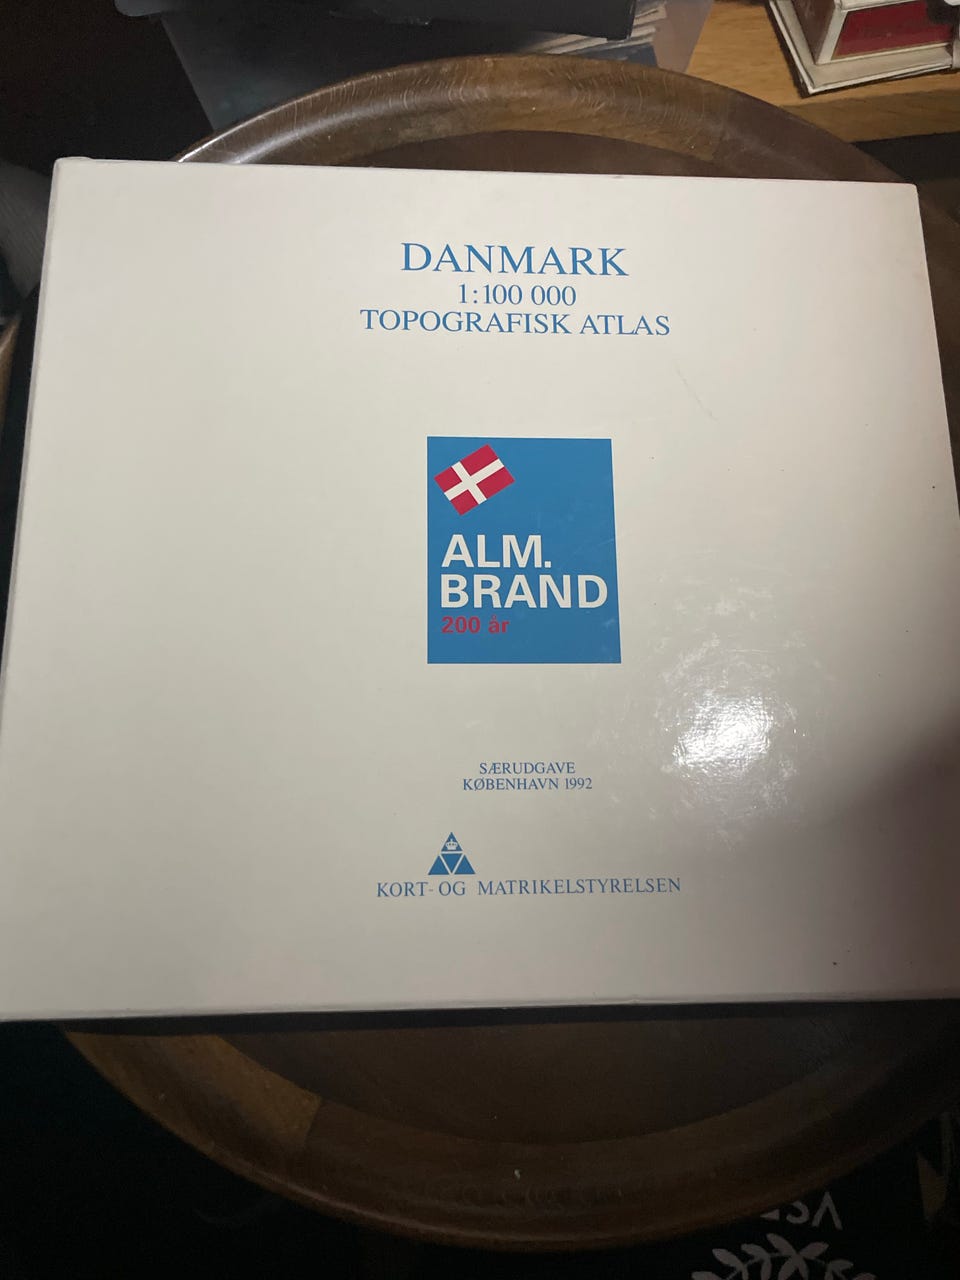 DANMARK
1:100 000
TOPOGRAFISK ATLAS
ALM.
BRAND
200 år
SÆRUDGAVE
KØBENHAVN 1992
KORT- OG MATRIKELSTYRELSEN